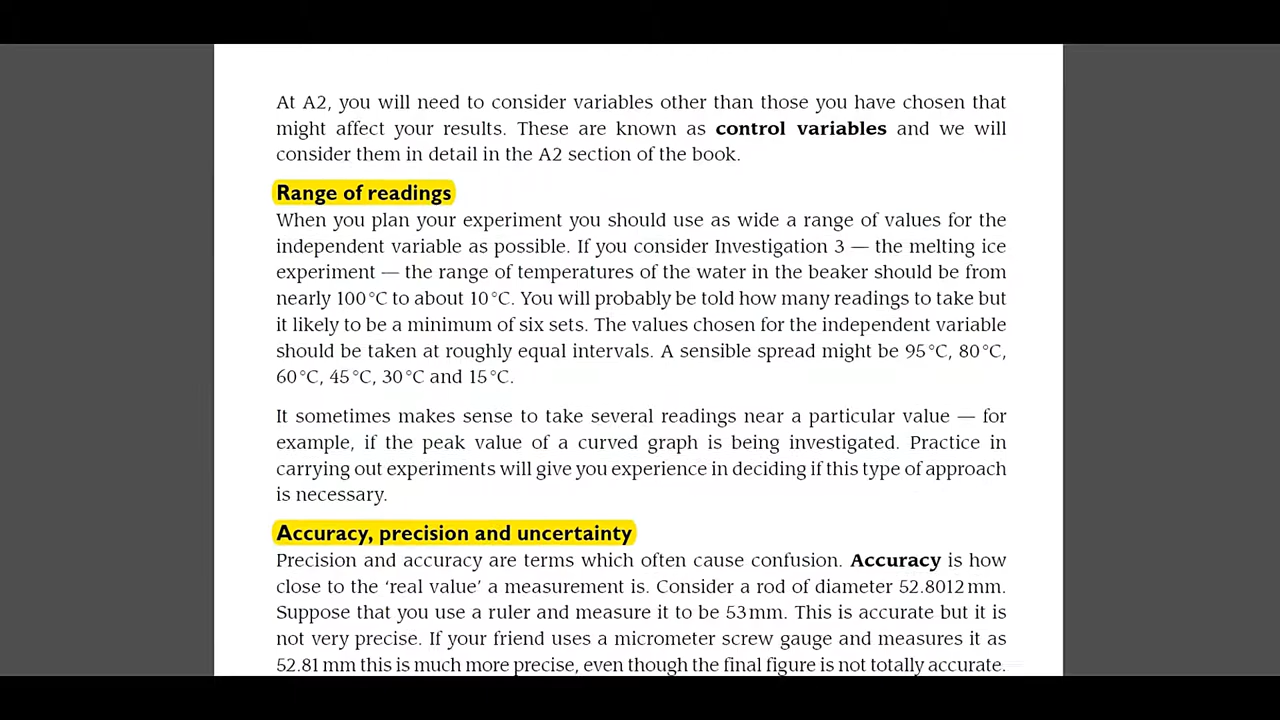 At A2, you will need to consider variables other than those you have chosen that
might affect your results. These are known as control variables and we will
consider them in detail in the A2 section of the book.
Range of readings
When you plan your experiment you should use as wide a range of values for the
independent variable as possible. If you consider Investigation 3 — the melting ice
experiment — the range of temperatures of the water in the beaker should be from
nearly 100°C to about 10°C. You will probably be told how many readings to take but
it likely to be a minimum of six sets. The values chosen for the independent variable
should be taken at roughly equal intervals. A sensible spread might be 95°C, 80°C,
60°C, 45°C, 30°C and 15°C.
It sometimes makes sense to take several readings near a particular value — for
example, if the peak value of a curved graph is being investigated. Practice in
carrying out experiments will give you experience in deciding if this type of approach
is necessary.
Accuracy, precision and uncertainty
Precision and accuracy are terms which often cause confusion. Accuracy is how
close to the ‘real value’ a measurement is. Consider a rod of diameter 52.8012 mm.
Suppose that you use a ruler and measure it to be 53 mm. This is accurate but it is
not very precise. If your friend uses a micrometer screw gauge and measures it as
52.81 mm this is much more precise, even though the final figure is not totally accurate.